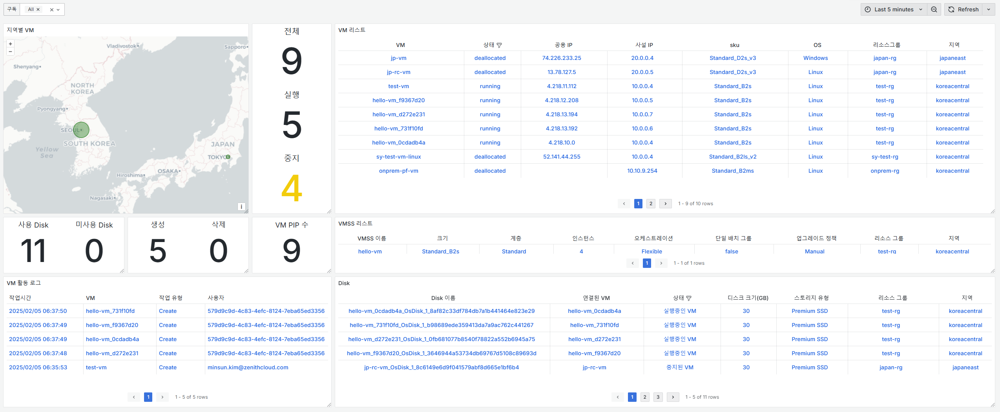 구독 All × × Last 5 minutes Refresh
지역별 VM
+
−
Vladivostok
Sapporo
Shenyang
NORTH
KOREA
Pyongyang
SEOUL
SOUTH KOREA
Yellow
Sea
JAPAN
TOKYO
OSAKA
Hiroshima
Nagasaki
i
전체
9
실행
5
중지
4
VM 리스트
VM 상태 공용 IP 사설 IP sku OS 리소스그룹 지역
jp-vm deallocated 74.226.233.25 20.0.0.4 Standard_D2s_v3 Windows japan-rg japaneast
jp-rc-vm deallocated 13.78.127.5 20.0.0.5 Standard_D2s_v3 Linux japan-rg japaneast
test-vm running 4.218.11.112 10.0.0.4 Standard_B2s Linux test-rg koreacentral
hello-vm_f9367d20 running 4.218.12.208 10.0.0.5 Standard_B2s Linux test-rg koreacentral
hello-vm_d272e231 running 4.218.13.194 10.0.0.7 Standard_B2s Linux test-rg koreacentral
hello-vm_731f10fd running 4.218.13.192 10.0.0.6 Standard_B2s Linux test-rg koreacentral
hello-vm_0cdadb4a running 4.218.10.0 10.0.0.4 Standard_B2s Linux test-rg koreacentral
sy-test-vm-linux deallocated 52.141.44.255 10.0.0.4 Standard_B2ls_v2 Linux sy-test-rg koreacentral
onprem-pf-vm deallocated 10.10.9.254 Standard_B2ms Linux onprem-rg koreacentral
‹ 1 2 › 1 - 9 of 10 rows
사용 Disk 미사용 Disk
11 0
생성 삭제
5 0
VM PIP 수
9
VMSS 리스트
VMSS 이름 크기 계층 인스턴스 오케스트레이션 단일 배치 그룹 업그레이드 정책 리소스 그룹 지역
hello-vm Standard_B2s Standard 4 Flexible false Manual test-rg koreacentral
‹ 1 › 1 - 1 of 1 rows
VM 활동 로그
작업시간 VM 작업 유형 사용자
2025/02/05 06:37:50 hello-vm_731f10fd Create 579d9c9d-4c83-4efc-8124-7eba65ed3356
2025/02/05 06:37:49 hello-vm_f9367d20 Create 579d9c9d-4c83-4efc-8124-7eba65ed3356
2025/02/05 06:37:49 hello-vm_0cdadb4a Create 579d9c9d-4c83-4efc-8124-7eba65ed3356
2025/02/05 06:37:48 hello-vm_d272e231 Create 579d9c9d-4c83-4efc-8124-7eba65ed3356
2025/02/05 06:35:53 test-vm Create minsun.kim@zenithcloud.com
‹ 1 › 1 - 5 of 5 rows
Disk
Disk 이름 연결된 VM 상태 디스크 크기(GB) 스토리지 유형 리소스 그룹 지역
hello-vm_0cdadb4a_OsDisk_1_8af82c33df784db7a1b441464e823e29 hello-vm_0cdadb4a 실행중인 VM 30 Premium SSD test-rg koreacentral
hello-vm_731f10fd_OsDisk_1_b98689ede359413da7a9ac762c441267 hello-vm_731f10fd 실행중인 VM 30 Premium SSD test-rg koreacentral
hello-vm_d272e231_OsDisk_1_0fb681077b8540f78822a552b6945a75 hello-vm_d272e231 실행중인 VM 30 Premium SSD test-rg koreacentral
hello-vm_f9367d20_OsDisk_1_3646944a53734db69767d5108c89693d hello-vm_f9367d20 실행중인 VM 30 Premium SSD test-rg koreacentral
jp-rc-vm_OsDisk_1_8c6149e6d9f041579abf8d665e1bf6b4 jp-rc-vm 중지된 VM 30 Premium SSD japan-rg japaneast
‹ 1 2 3 › 1 - 5 of 11 rows